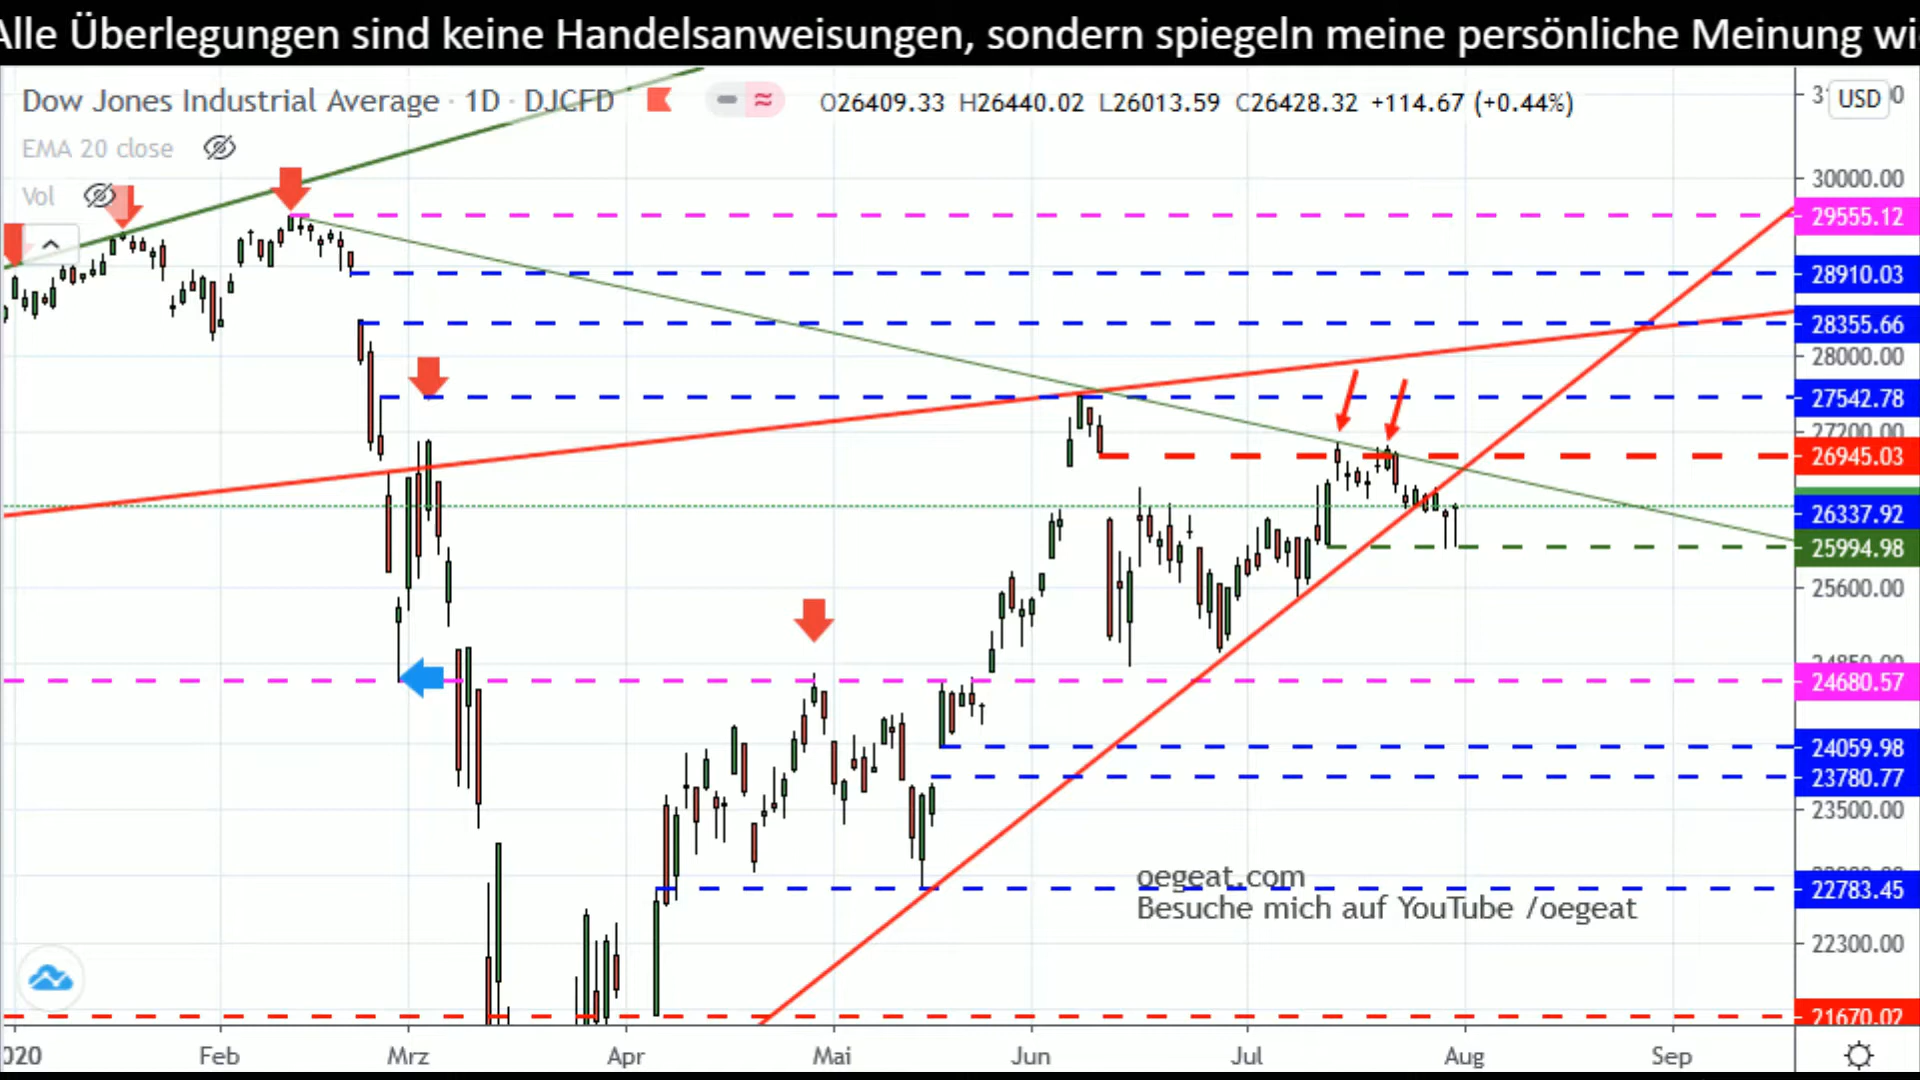 Alle Überlegungen sind keine Handelsanweisungen, sondern spiegeln meine persönliche Meinung
Dow Jones Industrial Average · 1D · DJCFD O26409.33 H26440.02 L26013.59 C26428.32 +114.67 (+0.44%)
USD
EMA 20 close
Vol
30000.00
29555.12
28910.03
28355.66
28000.00
27542.78
27200.00
26945.03
26337.92
25994.98
25600.00
24850.00
24680.57
24059.98
23780.77
23500.00
oegeat.com
22783.45
Besuche mich auf YouTube /oegeat
22300.00
21670.02
2020 Feb Mrz Apr Mai Jun Jul Aug Sep